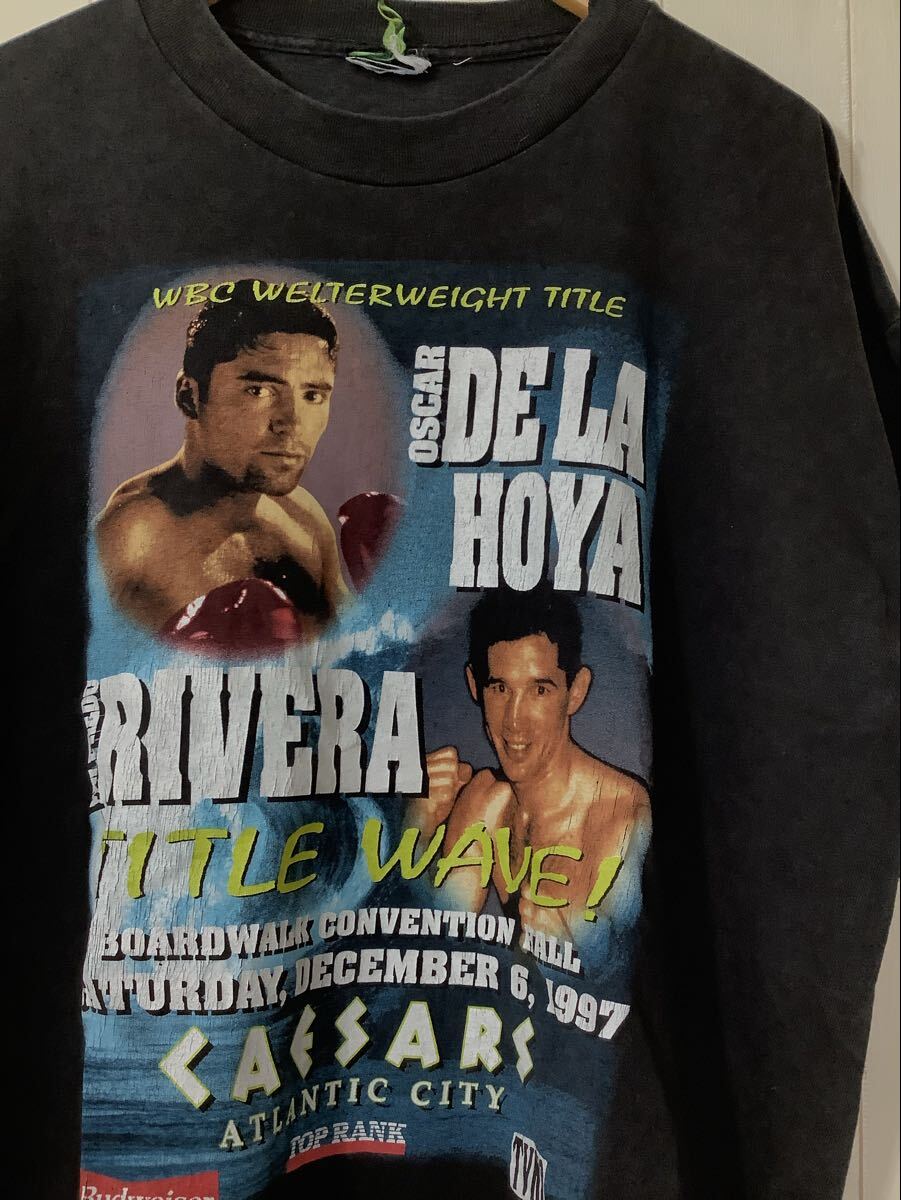 WBC WELTERWEIGHT TITLE
OSCAR
DE LA
HOYA
RIVERA
TITLE WAVE!
BOARDWALK CONVENTION HALL
SATURDAY, DECEMBER 6, 1997
CAESARS
ATLANTIC CITY
TOP RANK
Budweiser